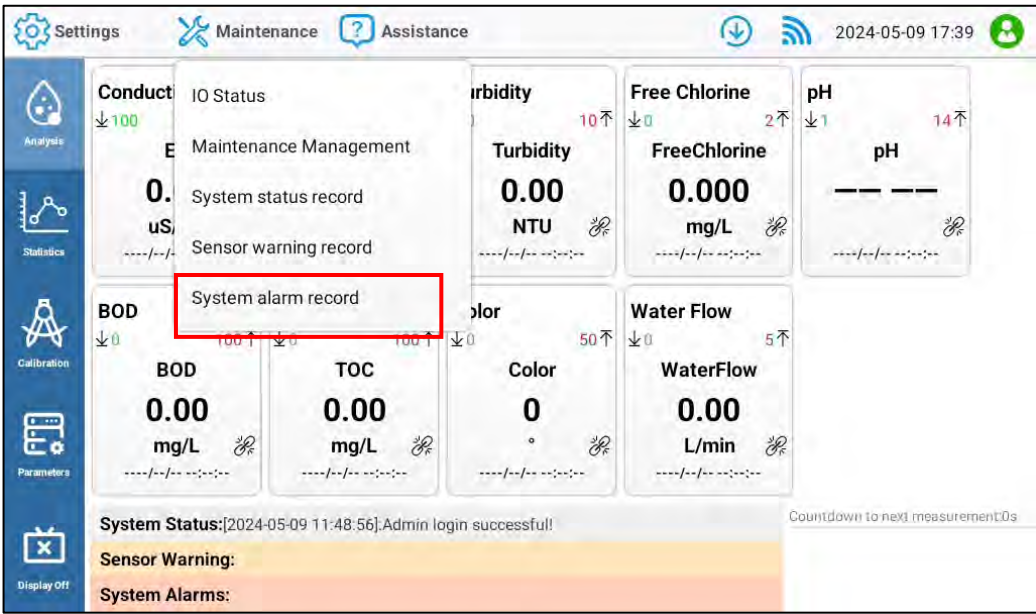 Settings Maintenance Assistance 2024-05-09 17:39
Analysis
Statistics
Calibration
Parameters
Display Off
IO Status
Maintenance Management
System status record
Sensor warning record
System alarm record
Conducti
100
E
0.
uS/
----/--/-- --:--:--
urbidity
10
Turbidity
0.00
NTU
----/--/-- --:--:--
Free Chlorine
0 2
FreeChlorine
0.000
mg/L
----/--/-- --:--:--
pH
1 14
pH
-- --
----/--/-- --:--:--
BOD
0 100
BOD
0.00
mg/L
----/--/-- --:--:--
0 100
TOC
0.00
mg/L
----/--/-- --:--:--
olor
0 50
Color
0
°
----/--/-- --:--:--
Water Flow
0 5
WaterFlow
0.00
L/min
----/--/-- --:--:--
System Status:[2024-05-09 11:48:56]:Admin login successful!
Countdown to next measurement:0s
Sensor Warning:
System Alarms: